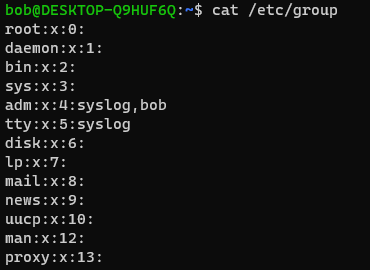 bob@DESKTOP-Q9HUF6Q:~$ cat /etc/group
root:x:0:
daemon:x:1:
bin:x:2:
sys:x:3:
adm:x:4:syslog,bob
tty:x:5:syslog
disk:x:6:
lp:x:7:
mail:x:8:
news:x:9:
uucp:x:10:
man:x:12:
proxy:x:13: